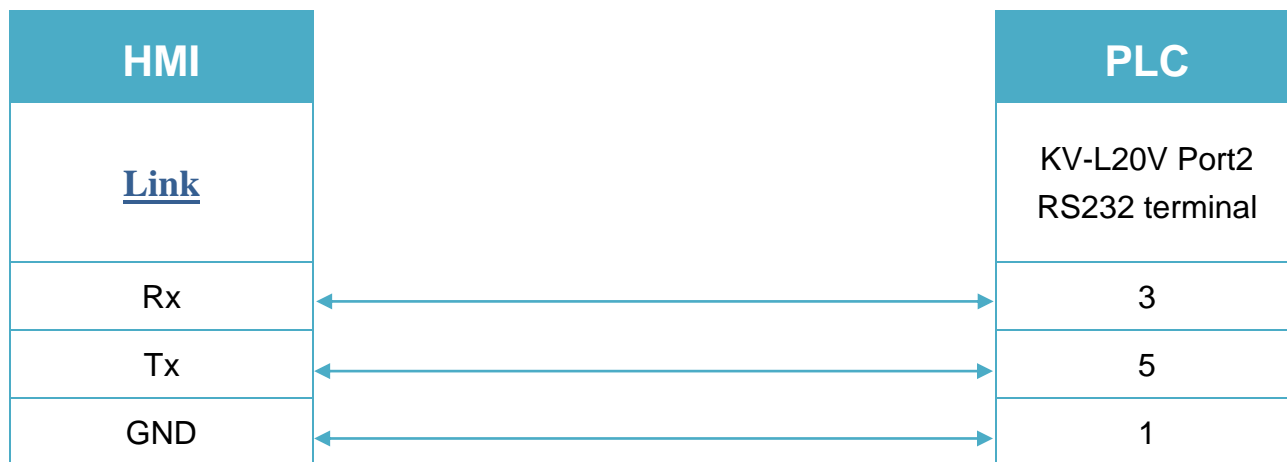 HMI
PLC
Link
KV-L20V Port2
RS232 terminal
Rx
3
Tx
5
GND
1